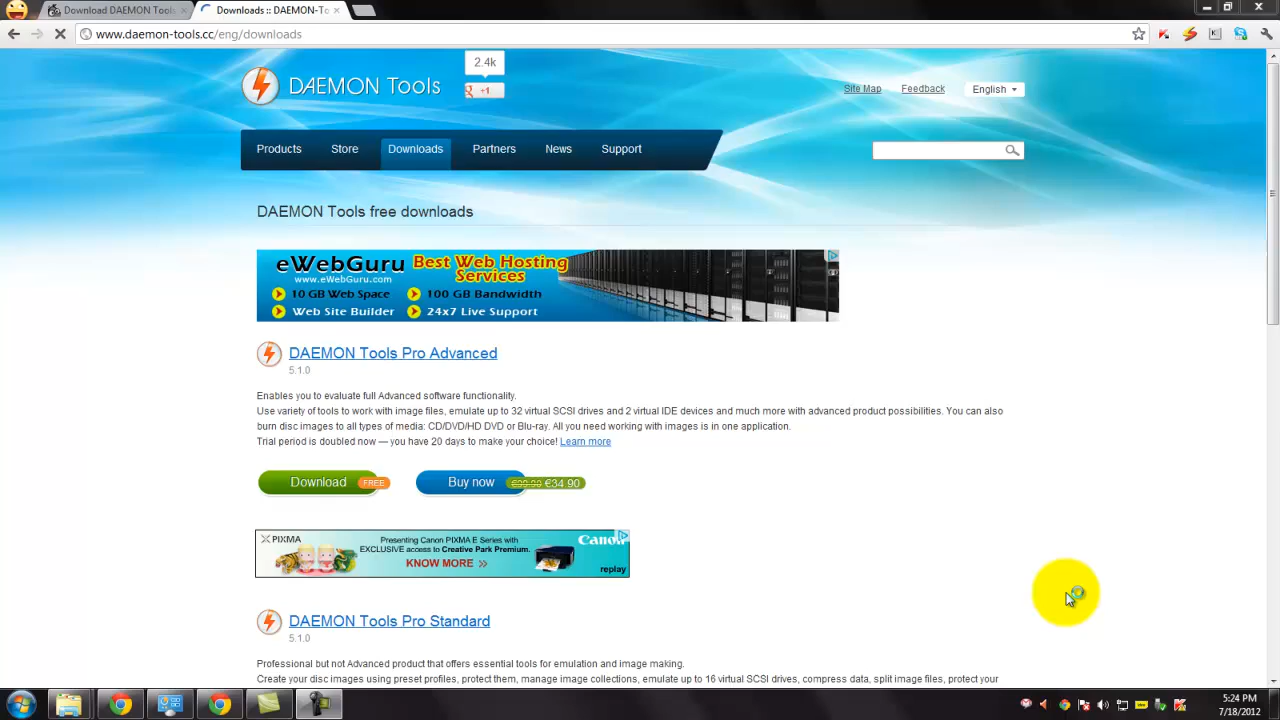 Download DAEMON Tools
Downloads :: DAEMON-To
www.daemon-tools.cc/eng/downloads
2.4k
DAEMON Tools
+1
Site Map
Feedback
English
Products
Store
Downloads
Partners
News
Support
DAEMON Tools free downloads
eWebGuru
www.eWebGuru.com
Best Web Hosting
Services
10 GB Web Space
100 GB Bandwidth
Web Site Builder
24x7 Live Support
DAEMON Tools Pro Advanced
5.1.0
Enables you to evaluate full Advanced software functionality.
Use variety of tools to work with image files, emulate up to 32 virtual SCSI drives and 2 virtual IDE devices and much more with advanced product possibilities. You can also
burn disc images to all types of media: CD/DVD/HD DVD or Blu-ray. All you need working with images is in one application.
Trial period is doubled now — you have 20 days to make your choice! Learn more
Download FREE
Buy now €34.90
PIXMA
Presenting Canon PIXMA E Series with
EXCLUSIVE access to Creative Park Premium.
KNOW MORE >>
Canon
replay
DAEMON Tools Pro Standard
5.1.0
Professional but not Advanced product that offers essential tools for emulation and image making.
Create your disc images using preset profiles, protect them, manage image collections, emulate up to 16 virtual SCSI drives, compress data, split image files, protect your
5:24 PM
7/18/2012